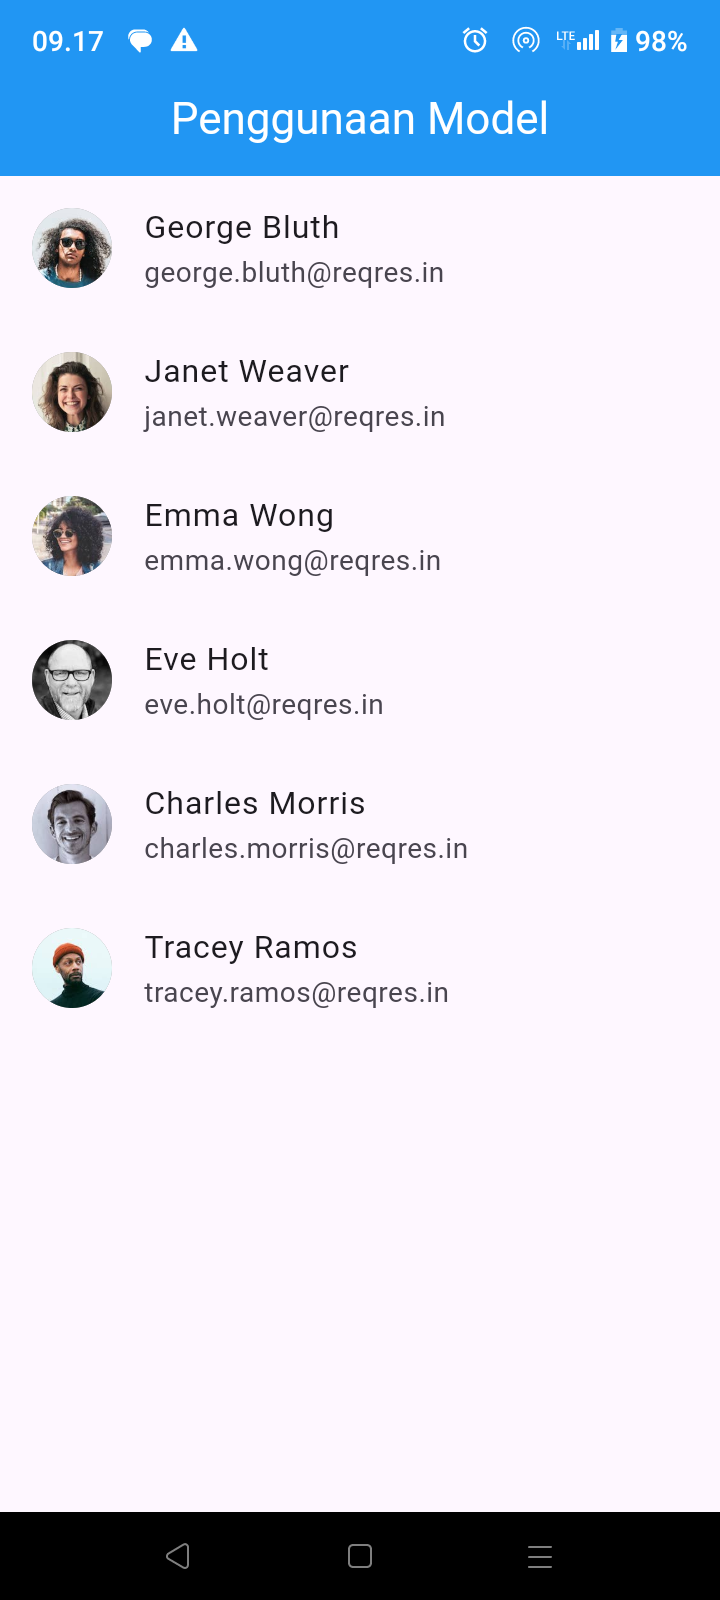 09.17 LTE 98%
Penggunaan Model
George Bluth
george.bluth@reqres.in
Janet Weaver
janet.weaver@reqres.in
Emma Wong
emma.wong@reqres.in
Eve Holt
eve.holt@reqres.in
Charles Morris
charles.morris@reqres.in
Tracey Ramos
tracey.ramos@reqres.in